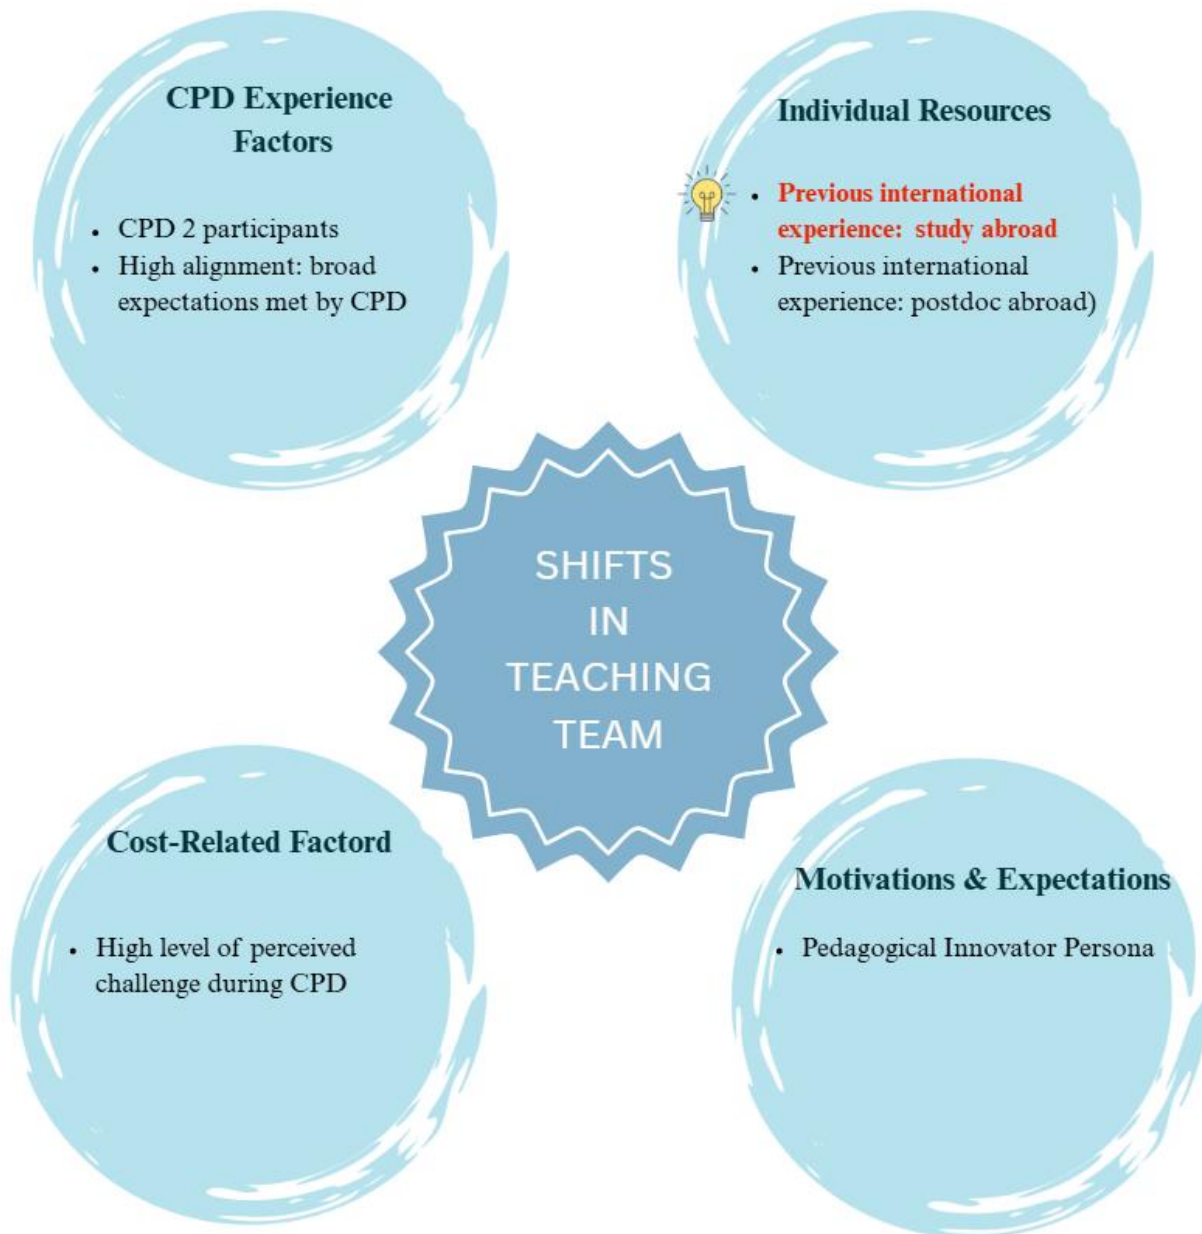 CPD Experience
Factors
• CPD 2 participants
• High alignment: broad
expectations met by CPD
Individual Resources
• Previous international
experience: study abroad
• Previous international
experience: postdoc abroad)
SHIFTS
IN
TEACHING
TEAM
Cost-Related Factord
• High level of perceived
challenge during CPD
Motivations & Expectations
• Pedagogical Innovator Persona